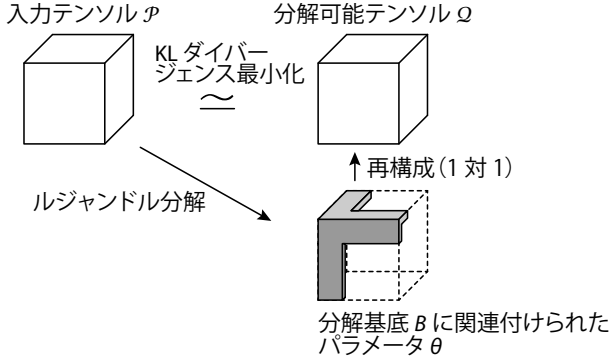 入力テンソル 𝒫
分解可能テンソル 𝒬
KL ダイバー
ジェンス最小化
≃
再構成（1 対 1）
ルジャンドル分解
分解基底 B に関連付けられた
パラメータ θ